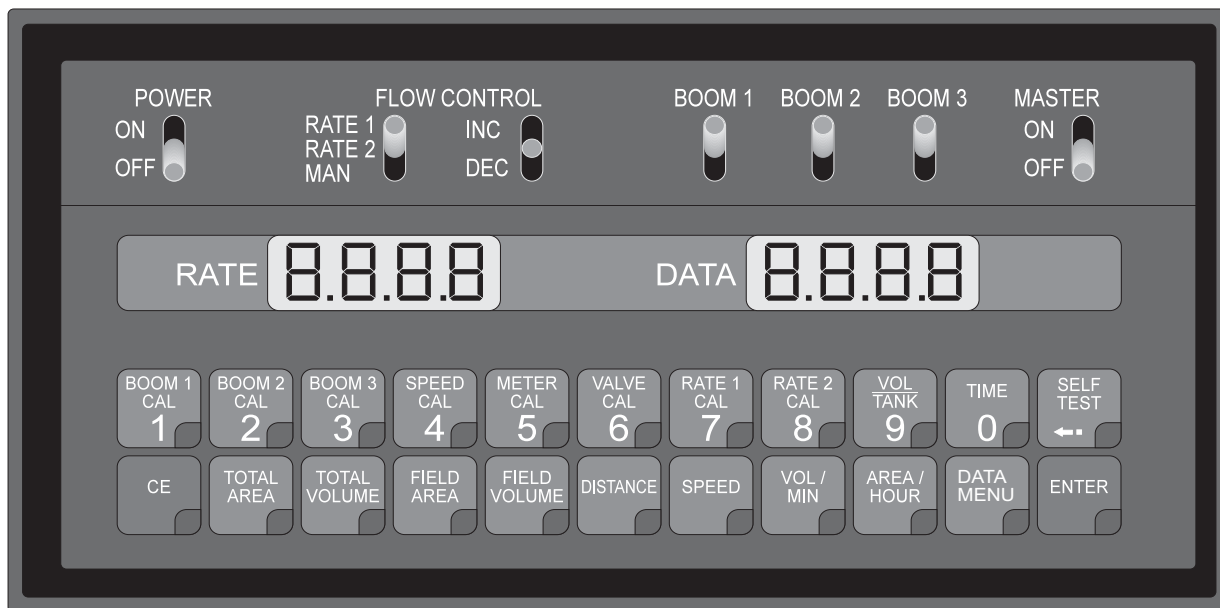 POWER
ON
OFF
FLOW CONTROL
RATE 1
RATE 2
MAN
INC
DEC
BOOM 1
BOOM 2
BOOM 3
MASTER
ON
OFF
RATE 8.8.8.8
DATA 8.8.8.8
BOOM 1
CAL
1
BOOM 2
CAL
2
BOOM 3
CAL
3
SPEED
CAL
4
METER
CAL
5
VALVE
CAL
6
RATE 1
CAL
7
RATE 2
CAL
8
VOL
TANK
9
TIME
0
SELF
TEST
CE
TOTAL
AREA
TOTAL
VOLUME
FIELD
AREA
FIELD
VOLUME
DISTANCE
SPEED
VOL /
MIN
AREA /
HOUR
DATA
MENU
ENTER